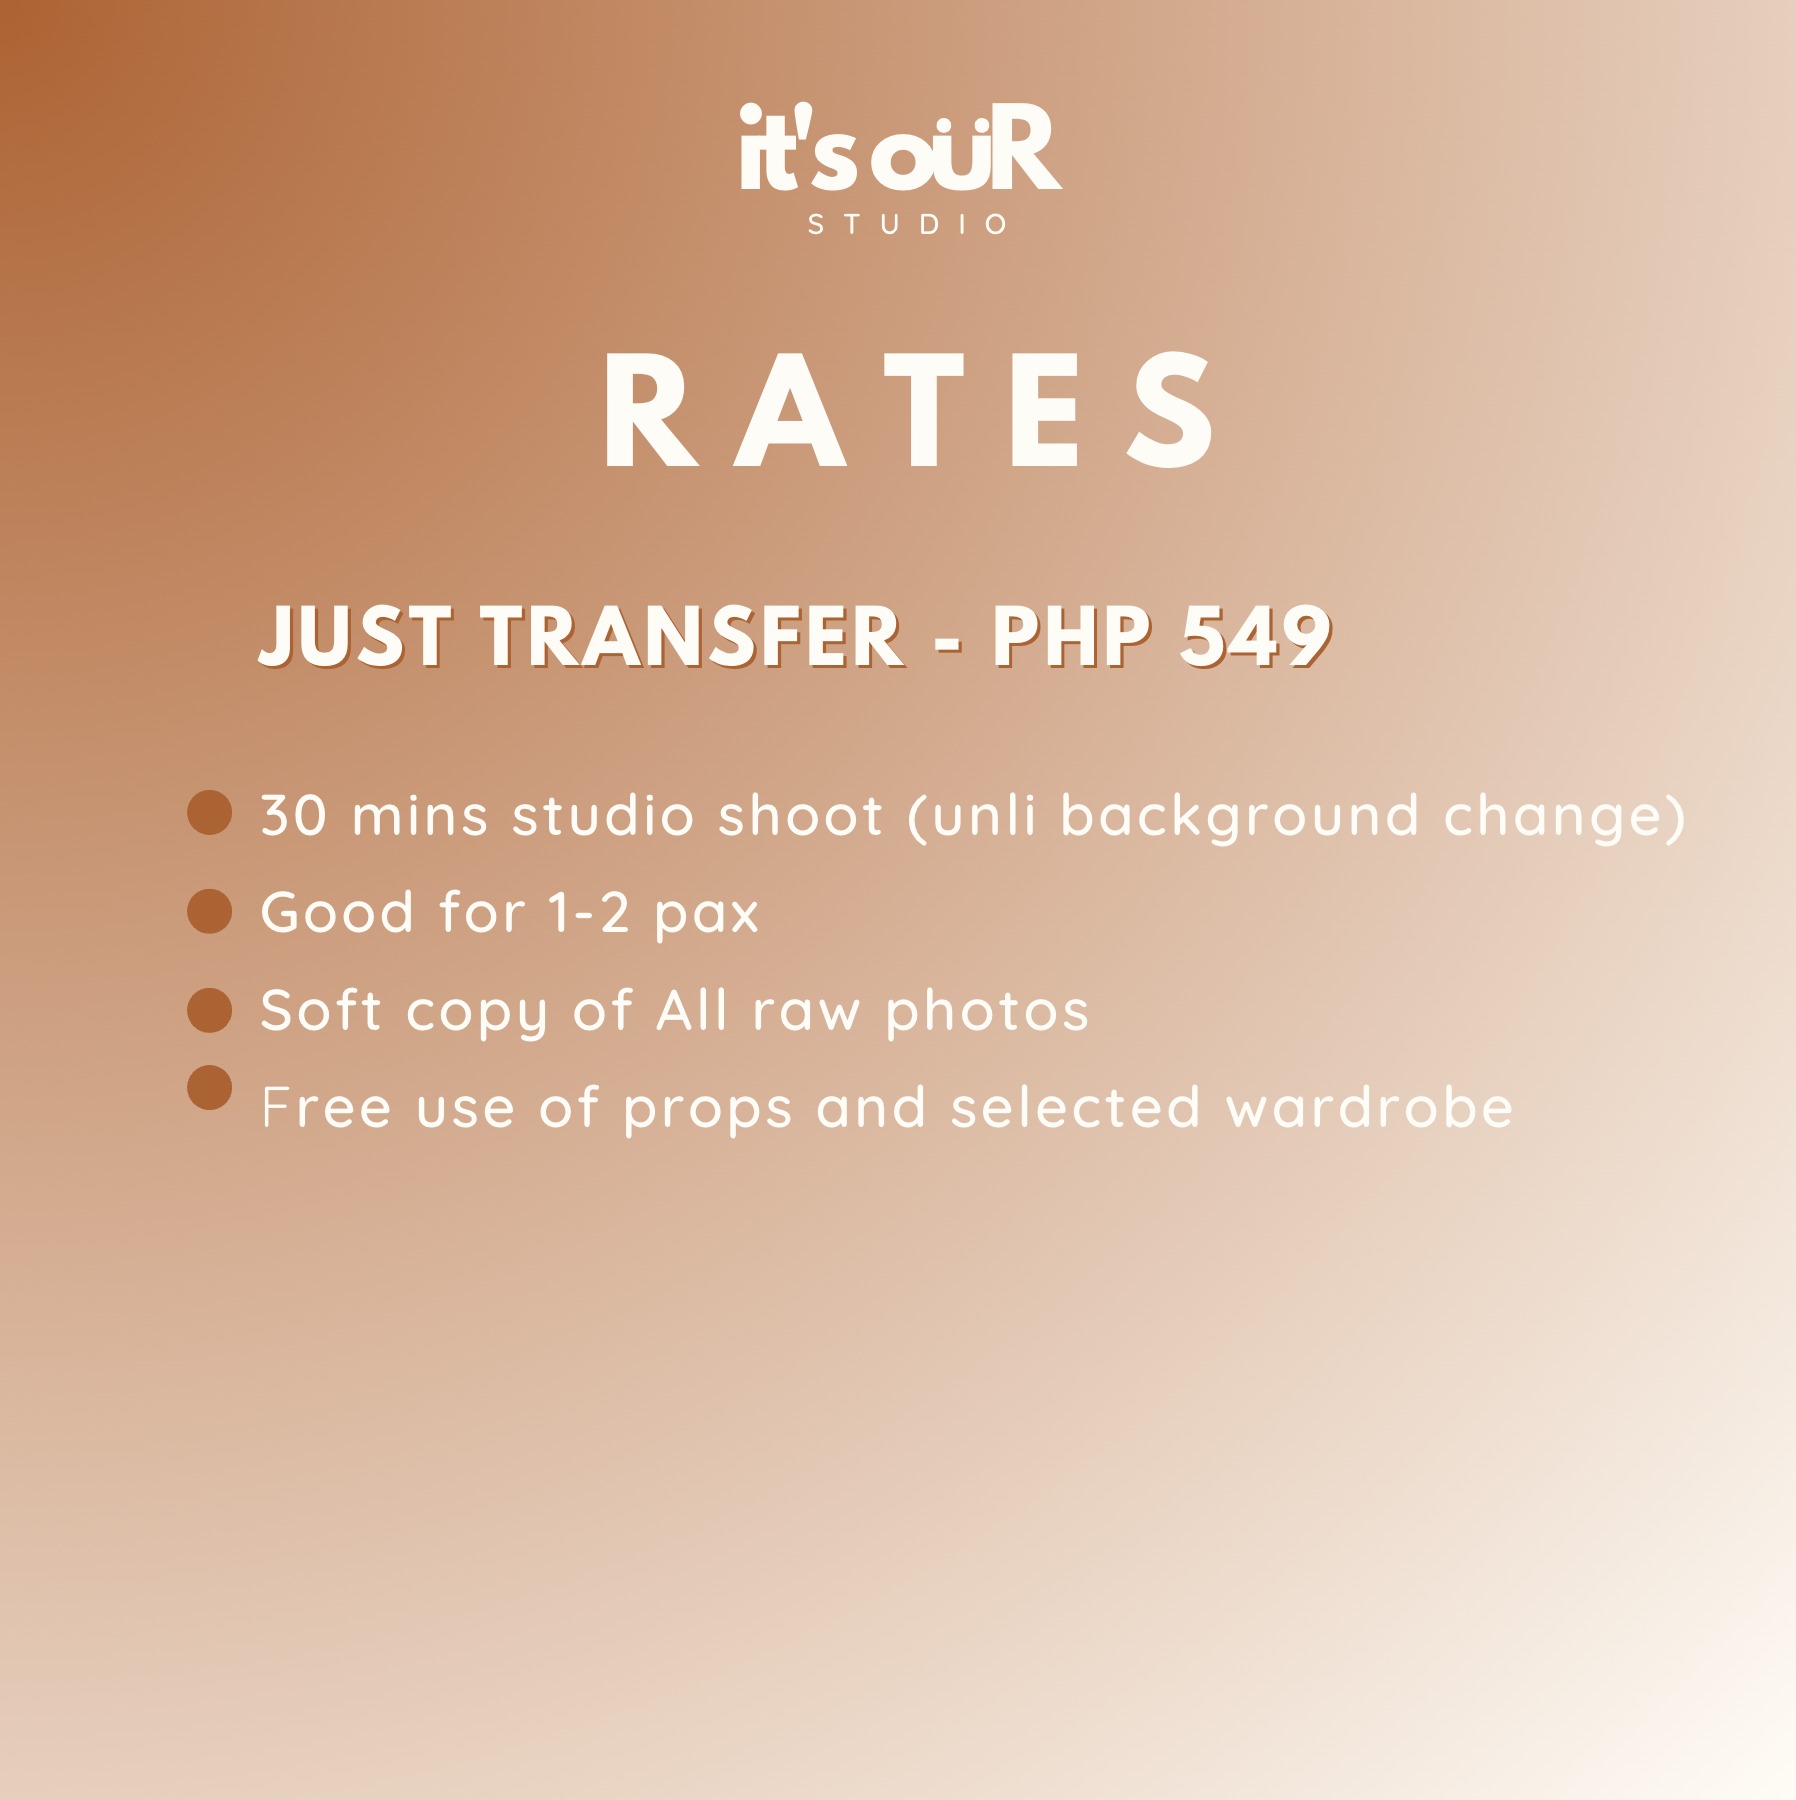 it's oüR
STUDIO
RATES
JUST TRANSFER - PHP 549
30 mins studio shoot (unli background change)
Good for 1-2 pax
Soft copy of All raw photos
Free use of props and selected wardrobe